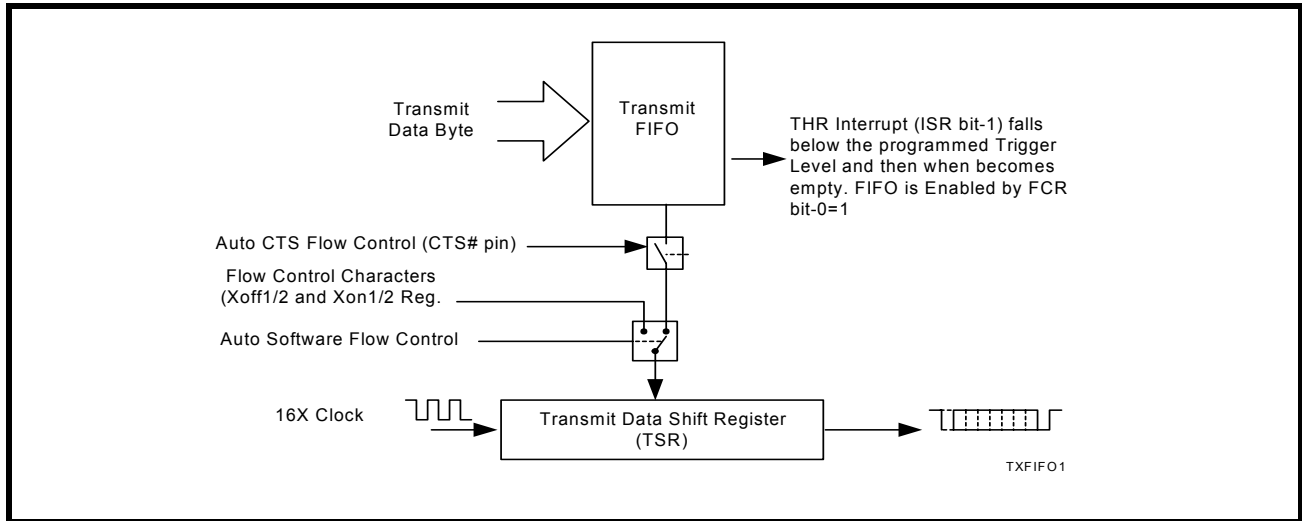 Transmit
Data Byte
Transmit
FIFO
THR Interrupt (ISR bit-1) falls
below the programmed Trigger
Level and then when becomes
empty. FIFO is Enabled by FCR
bit-0=1
Auto CTS Flow Control (CTS# pin)
Flow Control Characters
(Xoff1/2 and Xon1/2 Reg.
Auto Software Flow Control
16X Clock
Transmit Data Shift Register
(TSR)
TXFIFO1